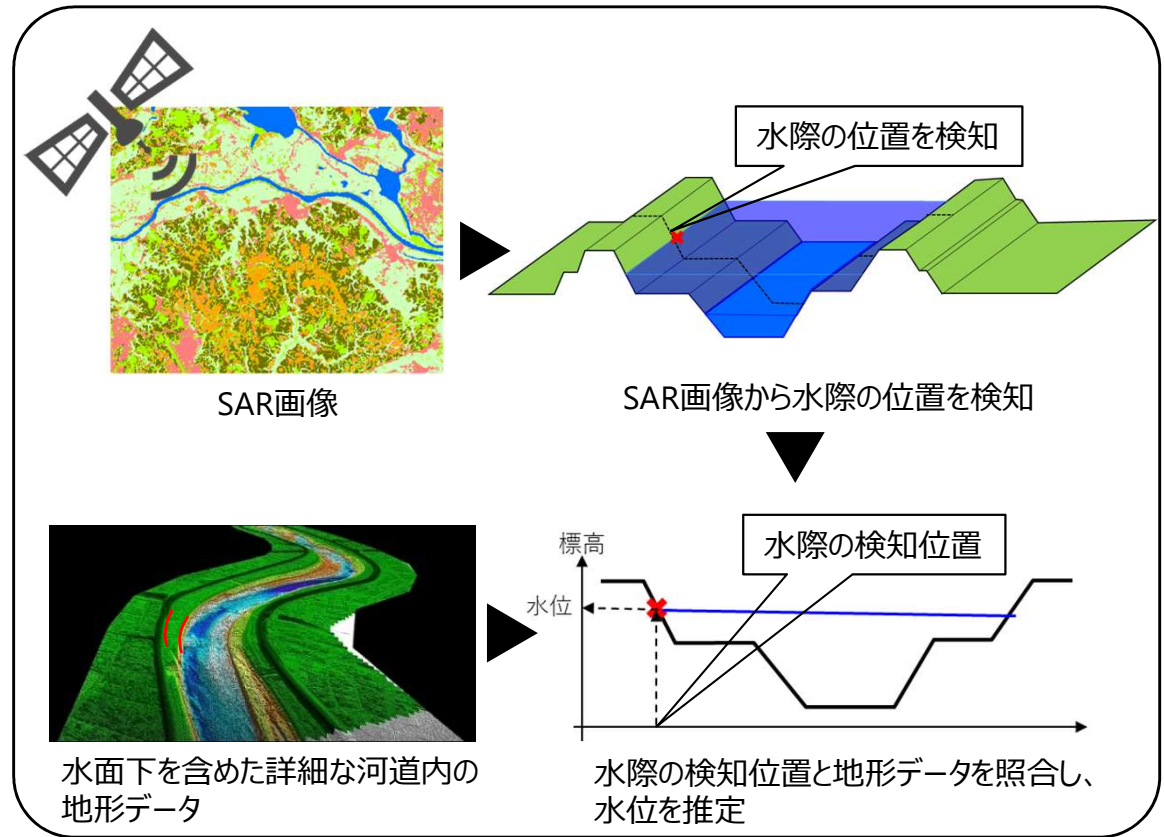 水際の位置を検知
SAR画像
SAR画像から水際の位置を検知
水面下を含めた詳細な河道内の
地形データ
標高
水位
水際の検知位置
水際の検知位置と地形データを照合し、
水位を推定